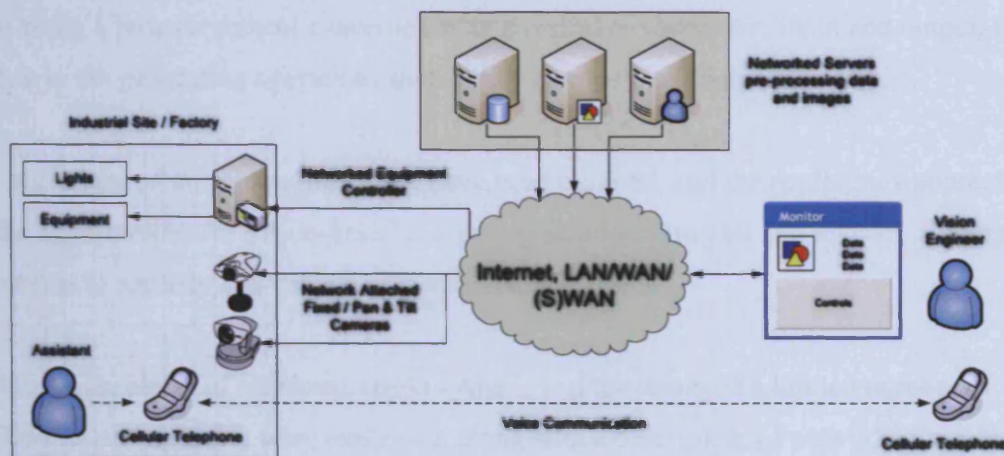 Networked Servers
pre-processing data
and images
Industrial Site / Factory
Lights
Equipment
Networked Equipment
Controller
Network Attached
Fixed / Pan & Tilt
Cameras
Internet, LAN/WAN/
(S)WAN
Monitor
Data
Data
Data
Controls
Vision
Engineer
Assistant
Cellular Telephone
Voice Communication
Cellular Telephone